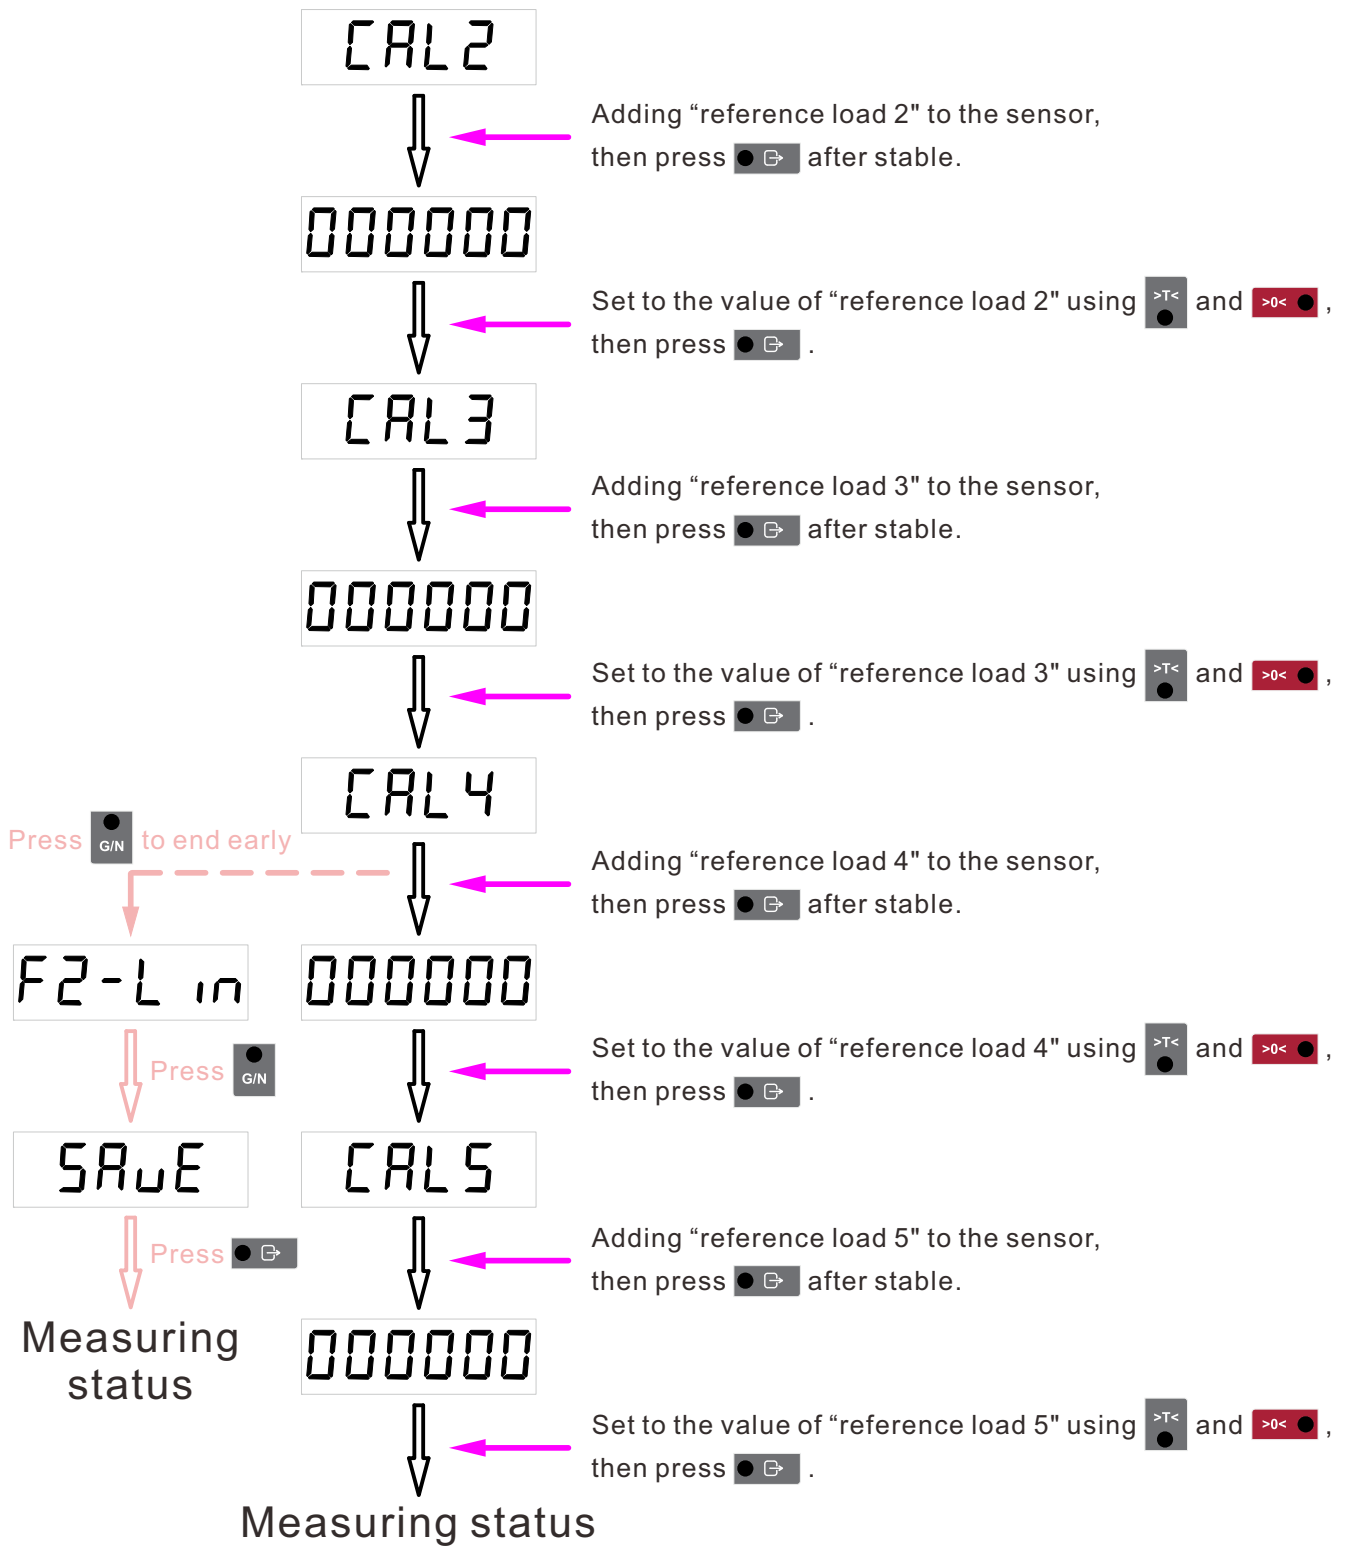 CAL2
Adding “reference load 2" to the sensor,
then press after stable.
000000
Set to the value of “reference load 2" using >T< and >0< ,
then press .
CAL3
Adding “reference load 3" to the sensor,
then press after stable.
000000
Set to the value of “reference load 3" using >T< and >0< ,
then press .
CAL4
Press G/N to end early
Adding “reference load 4" to the sensor,
then press after stable.
F2-Lin
000000
Press G/N
Set to the value of “reference load 4" using >T< and >0< ,
then press .
SAvE
CAL5
Press
Adding “reference load 5" to the sensor,
then press after stable.
Measuring
status
000000
Set to the value of “reference load 5" using >T< and >0< ,
then press .
Measuring status